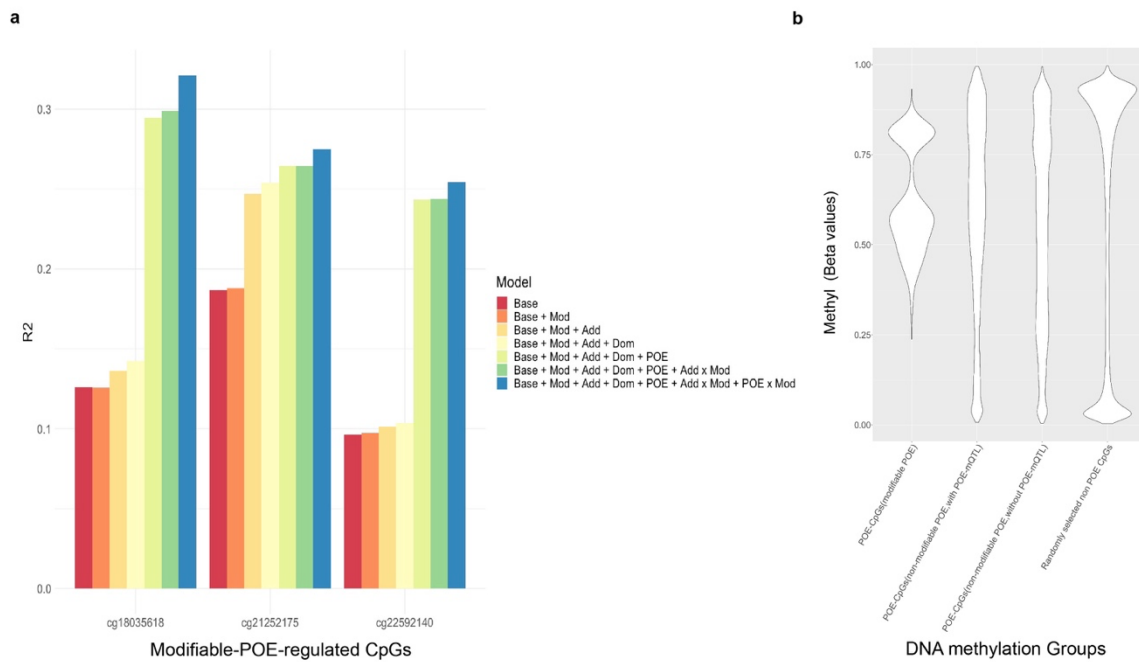 a
R2
0.3
0.2
0.1
0.0
cg18035618
cg21252175
cg22592140
Modifiable-POE-regulated CpGs
Model
Base
Base + Mod
Base + Mod + Add
Base + Mod + Add + Dom
Base + Mod + Add + Dom + POE
Base + Mod + Add + Dom + POE + Add x Mod
Base + Mod + Add + Dom + POE + Add x Mod + POE x Mod
b
Methyl (Beta values)
1.00
0.75
0.50
0.25
0.00
POE-CpGs(modifiable POE)
POE-CpGs(non-modifiable POE,with POE-mQTL)
POE-CpGs(non-modifiable POE,without POE-mQTL)
Randomly selected non POE CpGs
DNA methylation Groups